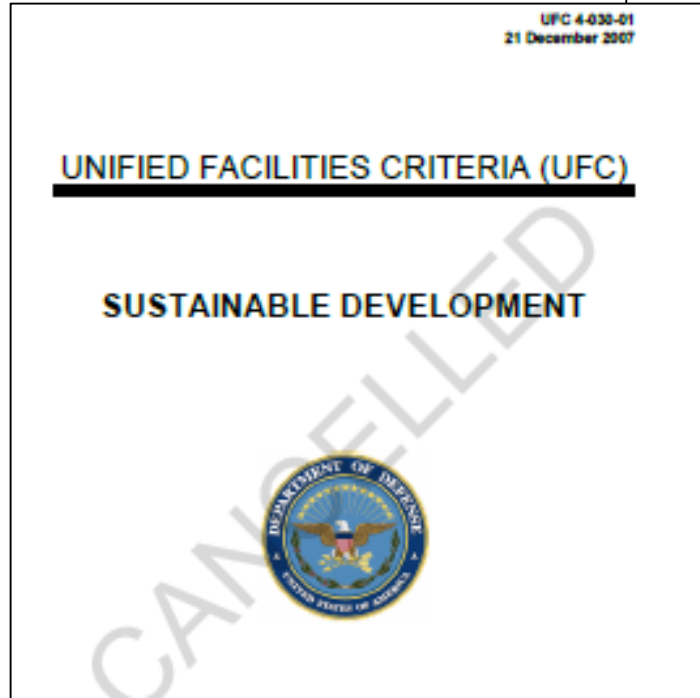 UFC 4-030-01
21 December 2007
UNIFIED FACILITIES CRITERIA (UFC)
SUSTAINABLE DEVELOPMENT
CANCELLED
DEPARTMENT OF DEFENSE
UNITED STATES OF AMERICA